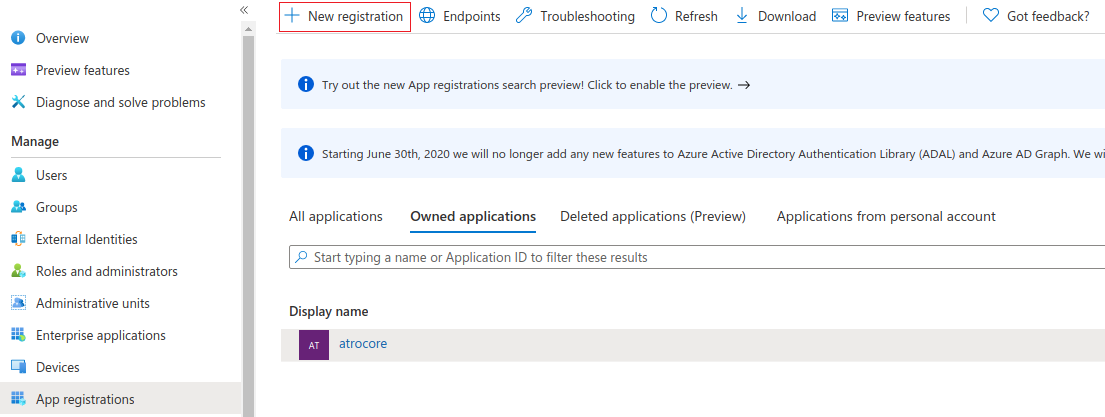 «
Overview
Preview features
Diagnose and solve problems
Manage
Users
Groups
External Identities
Roles and administrators
Administrative units
Enterprise applications
Devices
App registrations
New registration
Endpoints
Troubleshooting
Refresh
Download
Preview features
Got feedback?
Try out the new App registrations search preview! Click to enable the preview. →
Starting June 30th, 2020 we will no longer add any new features to Azure Active Directory Authentication Library (ADAL) and Azure AD Graph. We wi
All applications
Owned applications
Deleted applications (Preview)
Applications from personal account
Start typing a name or Application ID to filter these results
Display name
AT
atrocore